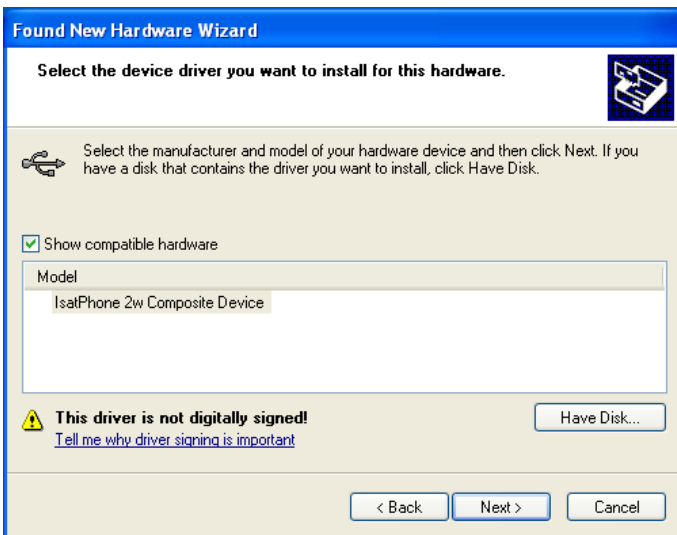 Found New Hardware Wizard
Select the device driver you want to install for this hardware.
Select the manufacturer and model of your hardware device and then click Next. If you
have a disk that contains the driver you want to install, click Have Disk.
Show compatible hardware
Model
IsatPhone 2w Composite Device
This driver is not digitally signed!
Have Disk...
Tell me why driver signing is important
< Back
Next >
Cancel